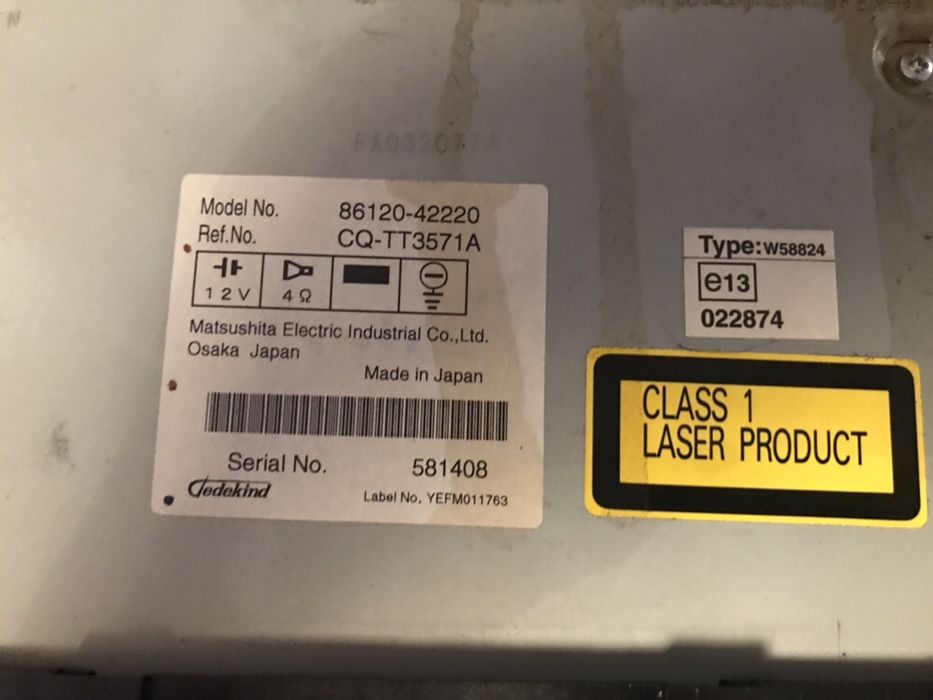 Model No. 86120-42220
Ref.No. CQ-TT3571A
12V 4Ω
Matsushita Electric Industrial Co.,Ltd.
Osaka Japan
Made in Japan
Serial No. 581408
Label No. YEFM011763
Type:W58824
e13
022874
CLASS 1
LASER PRODUCT